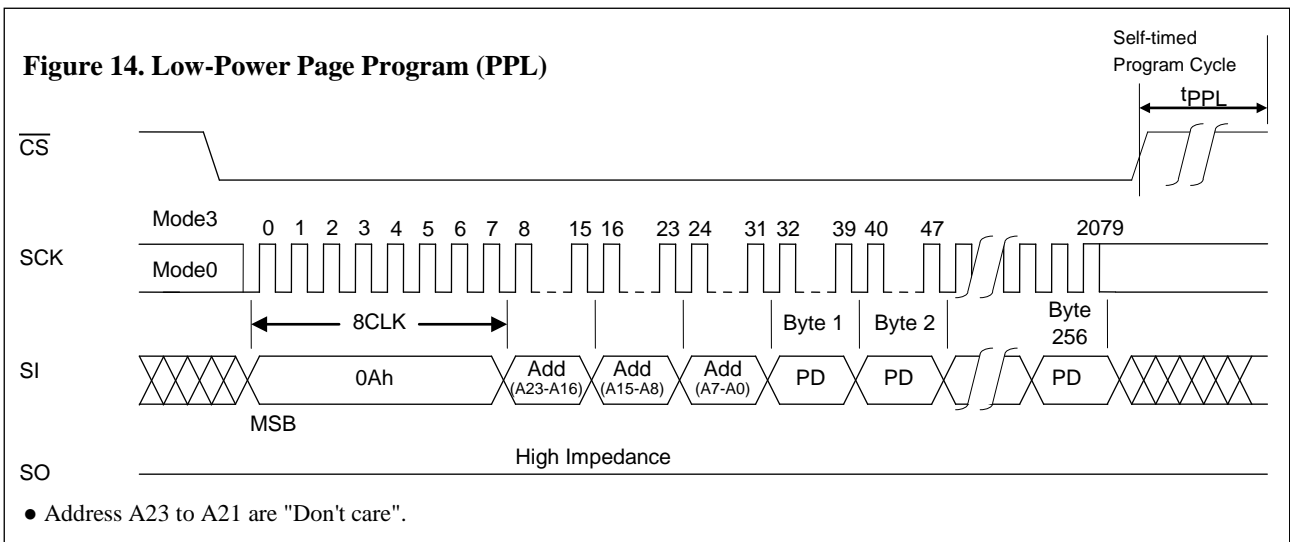 Figure 14. Low-Power Page Program (PPL)
Self-timed
Program Cycle
tPPL
CS
SCK
Mode3
Mode0
0 1 2 3 4 5 6 7 8 15 16 23 24 31 32 39 40 47 2079
8CLK
Byte 1
Byte 2
Byte
256
SI
0Ah
Add
(A23-A16)
Add
(A15-A8)
Add
(A7-A0)
PD
PD
PD
MSB
SO
High Impedance
● Address A23 to A21 are "Don't care".